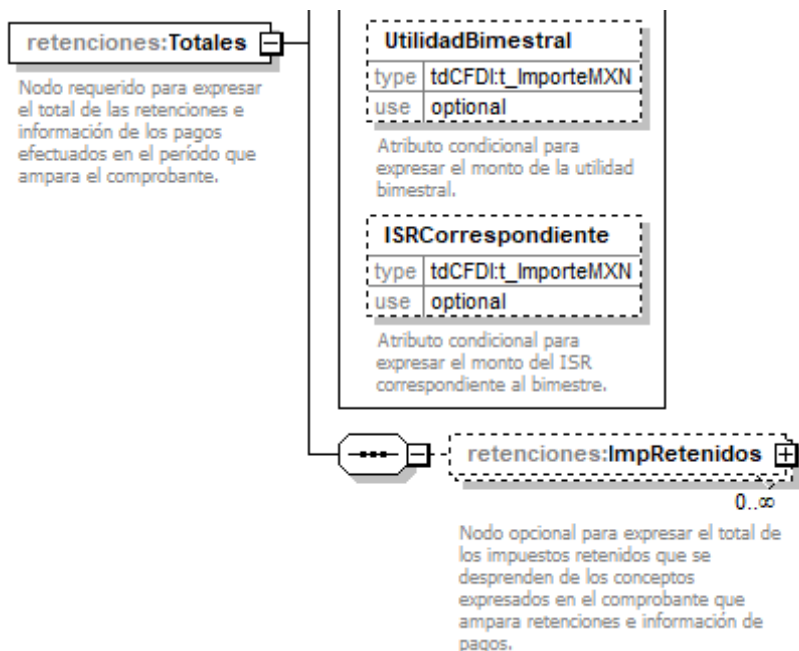 retenciones:Totales
Nodo requerido para expresar
el total de las retenciones e
información de los pagos
efectuados en el período que
ampara el comprobante.
UtilidadBimestral
type tdCFDI:t_ImporteMXN
use optional
Atributo condicional para
expresar el monto de la utilidad
bimestral.
ISRCorrespondiente
type tdCFDI:t_ImporteMXN
use optional
Atributo condicional para
expresar el monto del ISR
correspondiente al bimestre.
retenciones:ImpRetenidos
0..∞
Nodo opcional para expresar el total de
los impuestos retenidos que se
desprenden de los conceptos
expresados en el comprobante que
ampara retenciones e información de
pagos.